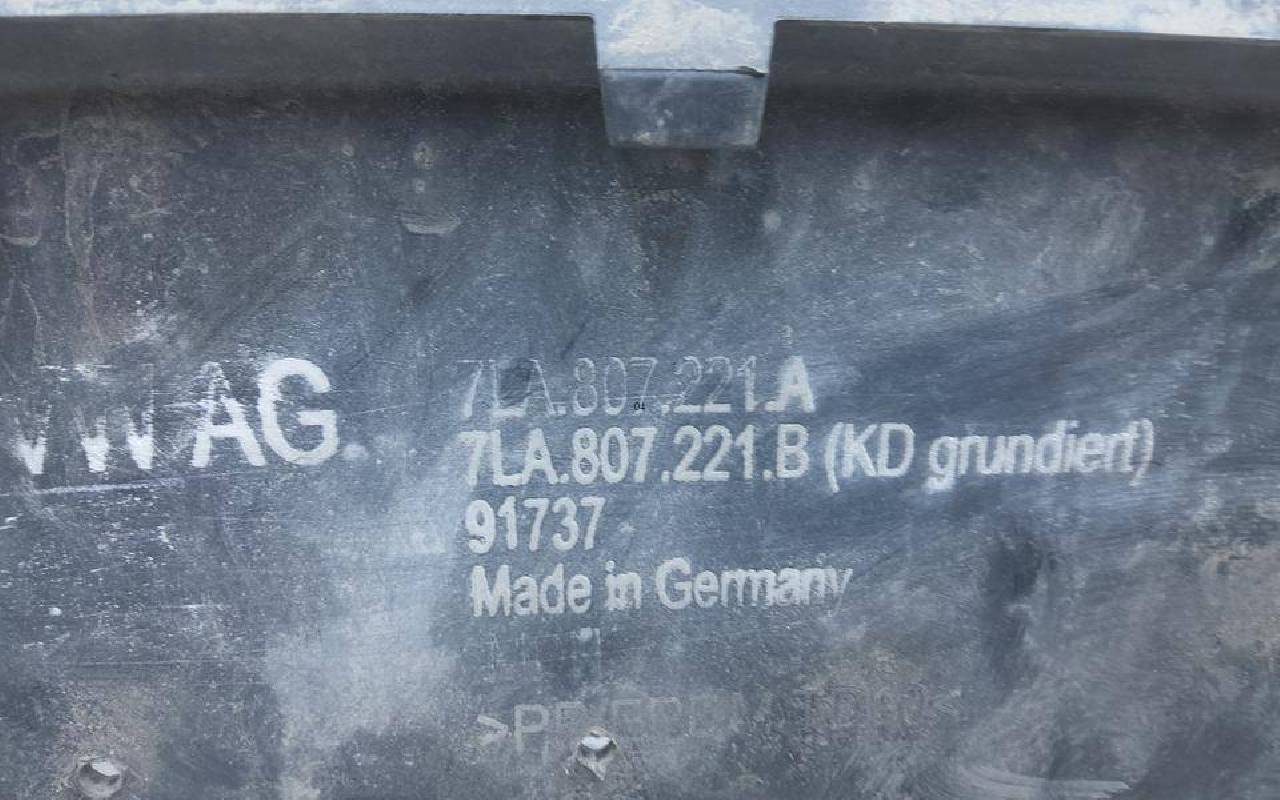 VW AG.
7LA.807.221.A
7LA.807.221.B (KD grundiert)
91737
Made in Germany